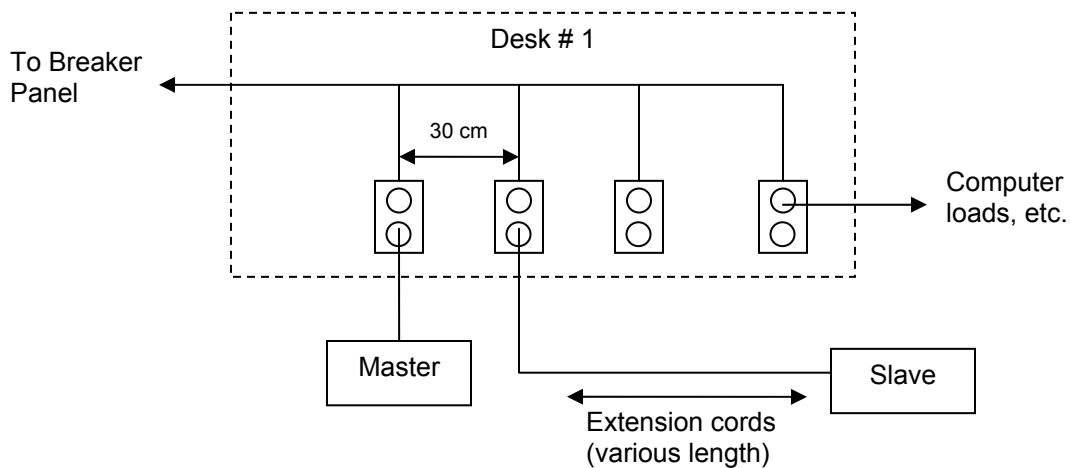 Desk # 1
To Breaker
Panel
30 cm
Computer
loads, etc.
Master
Slave
Extension cords
(various length)